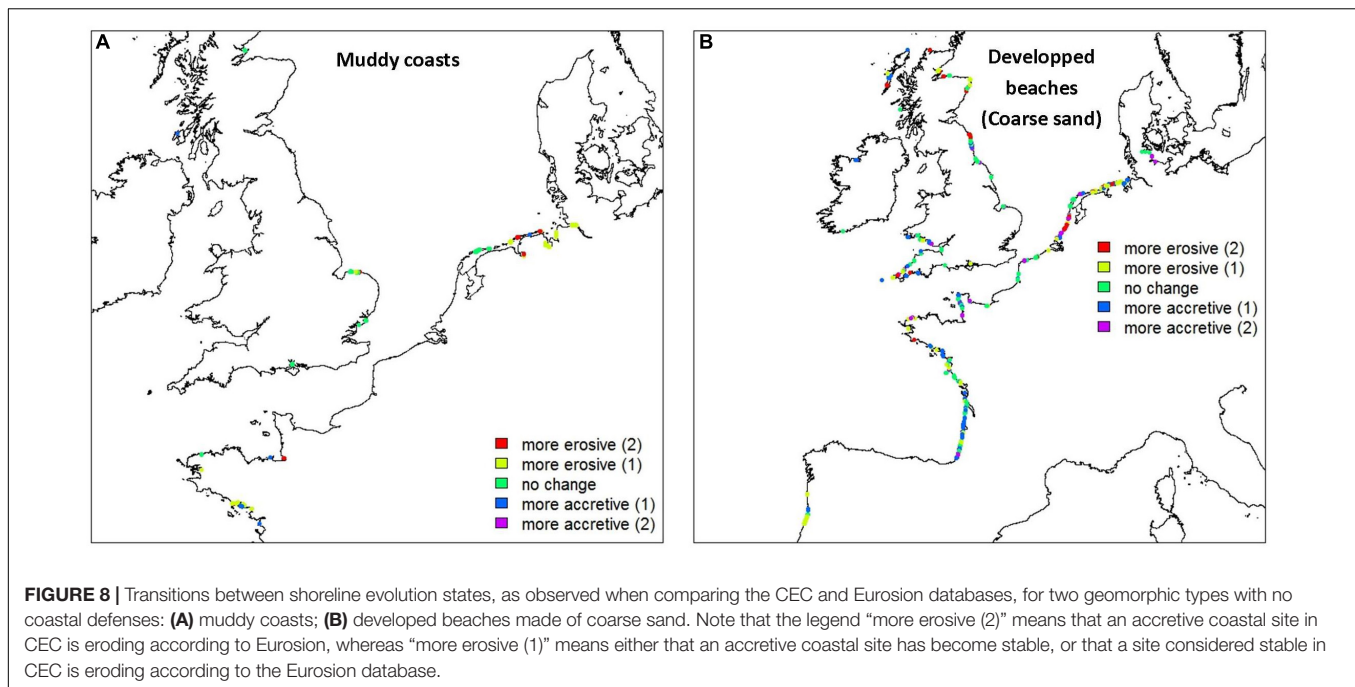 A
Muddy coasts
more erosive (2)
more erosive (1)
no change
more accretive (1)
more accretive (2)
B
Developped
beaches
(Coarse sand)
more erosive (2)
more erosive (1)
no change
more accretive (1)
more accretive (2)
FIGURE 8 | Transitions between shoreline evolution states, as observed when comparing the CEC and Eurosion databases, for two geomorphic types with no
coastal defenses: (A) muddy coasts; (B) developed beaches made of coarse sand. Note that the legend “more erosive (2)” means that an accretive coastal site in
CEC is eroding according to Eurosion, whereas “more erosive (1)” means either that an accretive coastal site has become stable, or that a site considered stable in
CEC is eroding according to the Eurosion database.